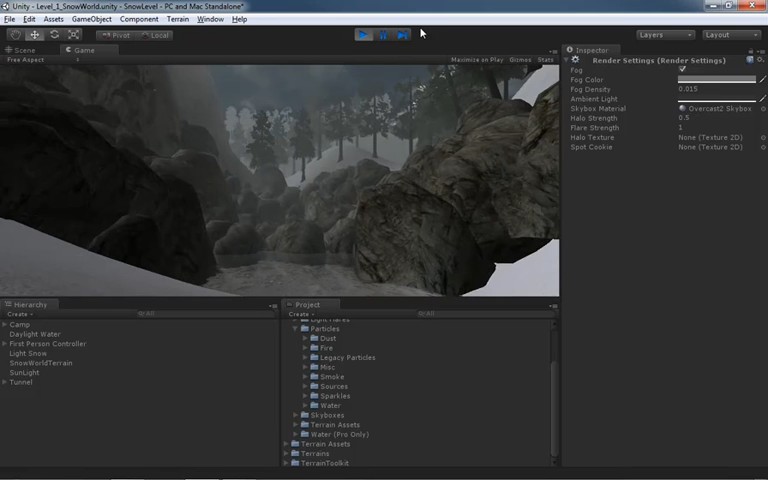 Unity - Level_1_SnowWorld.unity - SnowLevel - PC and Mac Standalone*
File Edit Assets GameObject Component Terrain Window Help*
Pivot Local Layers Layout
Scene Game
Free Aspect Maximize on Play Gizmos Stats
Inspector
Render Settings (Render Settings)
Fog
Fog Color
Fog Density 0.015
Ambient Light
Skybox Material Overcast2 Skybox
Halo Strength 0.5
Flare Strength 1
Halo Texture None (Texture 2D)
Spot Cookie None (Texture 2D)
Hierarchy
Create All
Camp
Daylight Water
First Person Controller
Light Snow
SnowWorldTerrain
SunLight
Tunnel
Project
Create All
Light Flares
Particles
Dust
Fire
Legacy Particles
Misc
Smoke
Sources
Sparkles
Water
Skyboxes
Terrain Assets
Water (Pro Only)
Terrain Assets
Terrains
TerrainToolkit